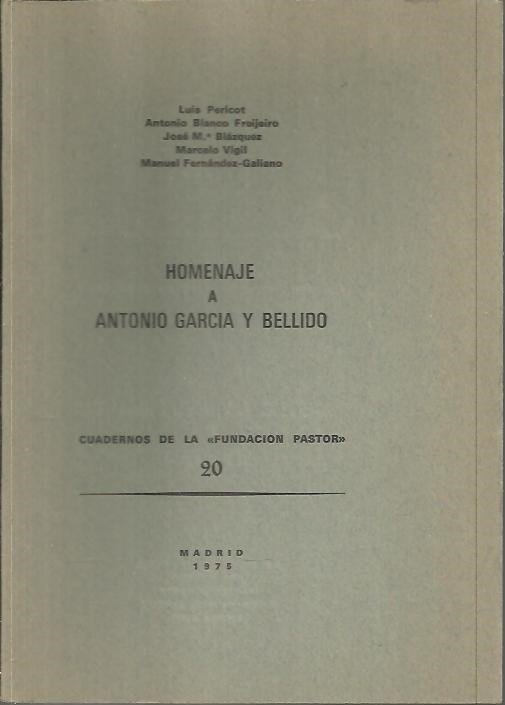 Luis Pericot
Antonio Blanco Freijeiro
José M.ª Blázquez
Marcelo Vigil
Manuel Fernández-Galiano
HOMENAJE
A
ANTONIO GARCIA Y BELLIDO
CUADERNOS DE LA «FUNDACION PASTOR»
20
MADRID
1975